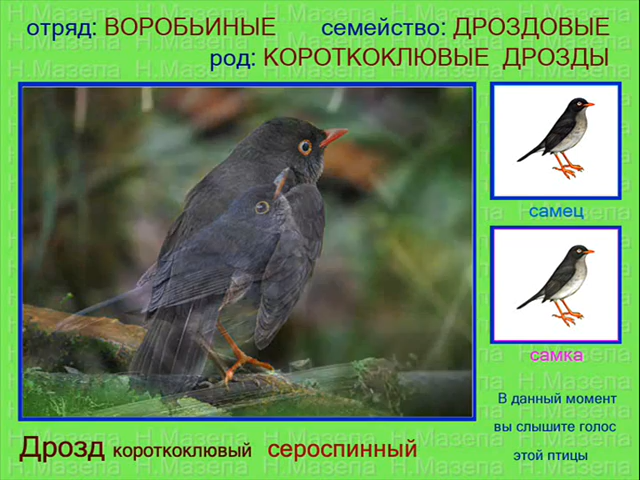 отряд: ВОРОБЬИНЫЕ семейство: ДРОЗДОВЫЕ
род: КОРОТКОКЛЮВЫЕ ДРОЗДЫ
самец
самка
В данный момент
вы слышите голос
этой птицы
Дрозд короткоклювый сероспинный
Н.Мазепа